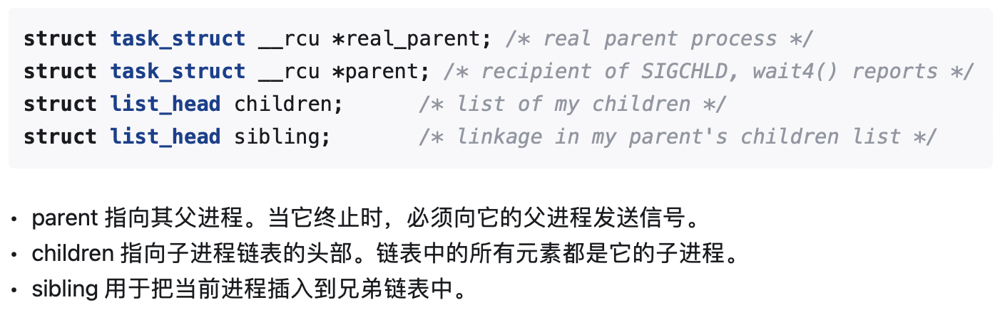 struct task_struct __rcu *real_parent; /* real parent process */
struct task_struct __rcu *parent; /* recipient of SIGCHLD, wait4() reports */
struct list_head children;      /* list of my children */
struct list_head sibling;       /* linkage in my parent's children list */
• parent 指向其父进程。当它终止时，必须向它的父进程发送信号。
• children 指向子进程链表的头部。链表中的所有元素都是它的子进程。
• sibling 用于把当前进程插入到兄弟链表中。